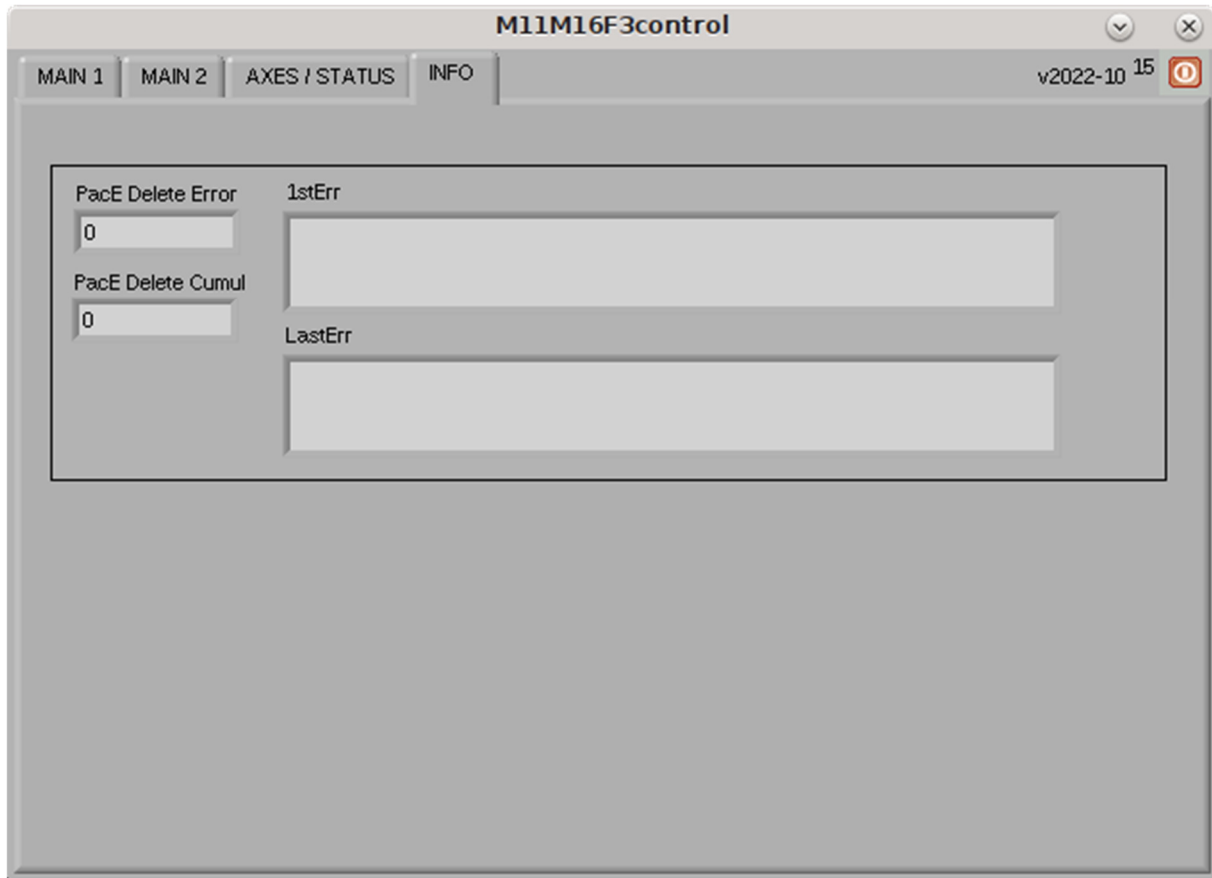 M11M16F3control
MAIN 1 MAIN 2 AXES / STATUS INFO v2022-10 15
PacE Delete Error 1stErr
0
PacE Delete Cumul
0
LastErr